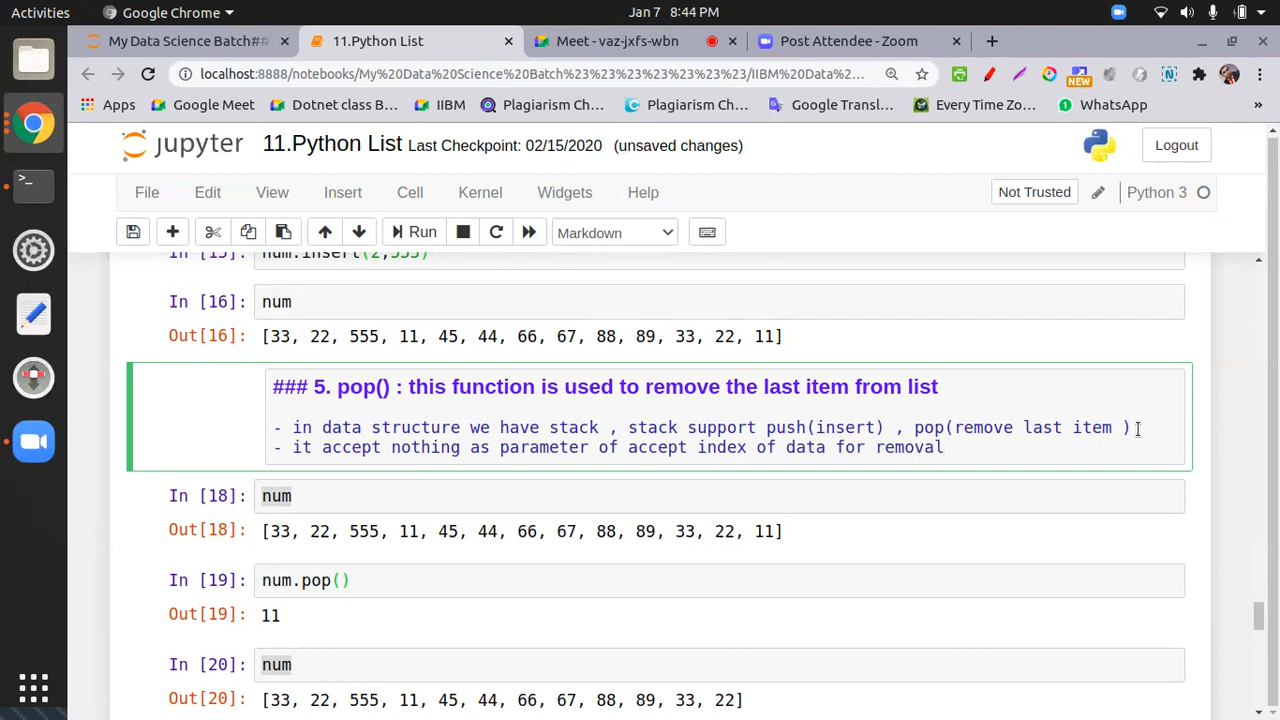 Activities
Google Chrome
Jan 7 8:44 PM
My Data Science Batch##
11.Python List
Meet - vaz-jxfs-wbn
Post Attendee - Zoom
localhost:8888/notebooks/My%20Data%20Science%20Batch%23%23%23%23%23%23/IIBM%20Data%2...
NEW
Apps
Google Meet
Dotnet class B...
IIBM
Plagiarism Ch...
Plagiarism Ch...
Google Transl...
Every Time Zo...
WhatsApp
»
jupyter
11.Python List
Last Checkpoint: 02/15/2020 (unsaved changes)
Logout
File
Edit
View
Insert
Cell
Kernel
Widgets
Help
Not Trusted
Python 3
Run
Markdown
In [15]: num.insert(2,555)
In [16]: num
Out[16]: [33, 22, 555, 11, 45, 44, 66, 67, 88, 89, 33, 22, 11]
### 5. pop() : this function is used to remove the last item from list
- in data structure we have stack , stack support push(insert) , pop(remove last item )
- it accept nothing as parameter of accept index of data for removal
In [18]: num
Out[18]: [33, 22, 555, 11, 45, 44, 66, 67, 88, 89, 33, 22, 11]
In [19]: num.pop()
Out[19]: 11
In [20]: num
Out[20]: [33, 22, 555, 11, 45, 44, 66, 67, 88, 89, 33, 22]